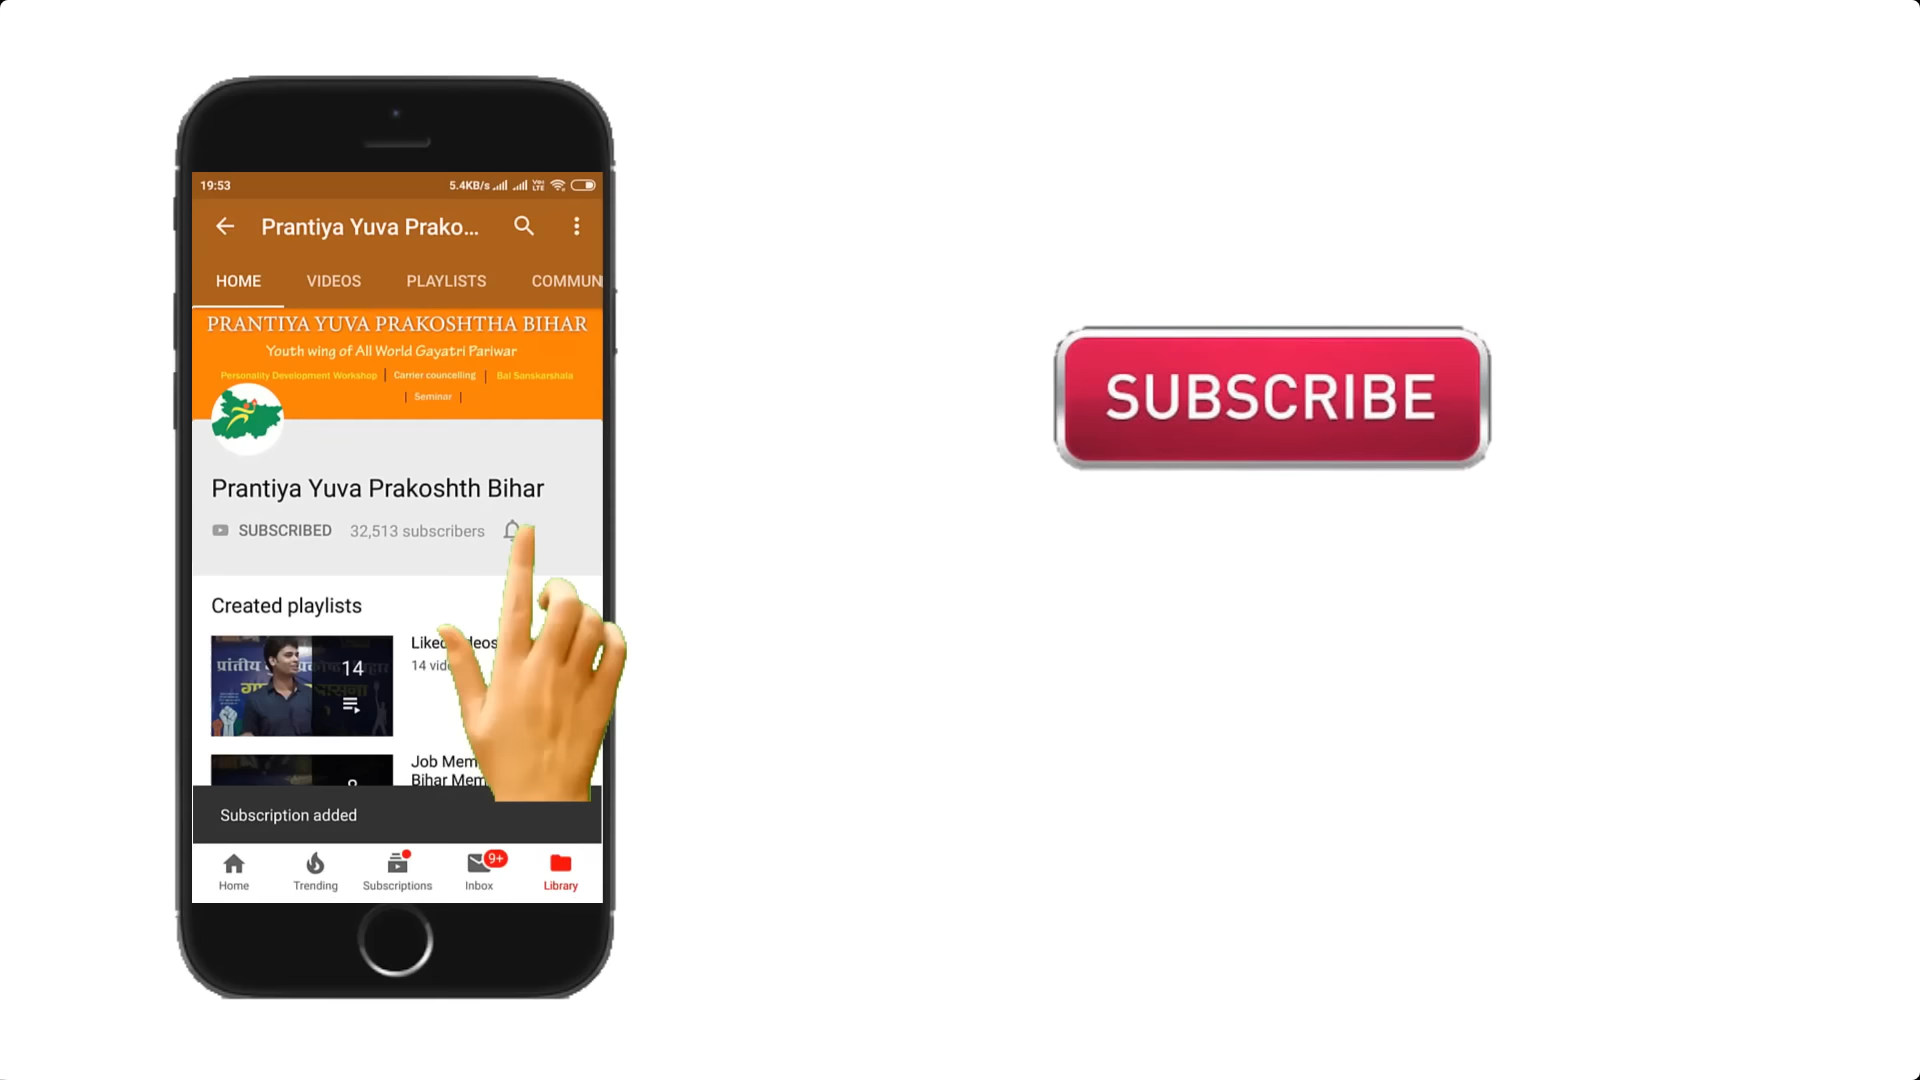 19:53
5.4KB/s
Prantiya Yuva Prako...
HOME VIDEOS PLAYLISTS COMMUN
PRANTIYA YUVA PRAKOSHTHA BIHAR
Youth wing of All World Gayatri Pariwar
Personality Development Workshop | Carrier councelling | Bal Sanskarshala
| Seminar |
SUBSCRIBE
Prantiya Yuva Prakoshth Bihar
SUBSCRIBED 32,513 subscribers
Created playlists
14
प्रांतीय
14
Job Mem
Bihar Mem
Subscription added
Home Trending Subscriptions Inbox 9+ Library